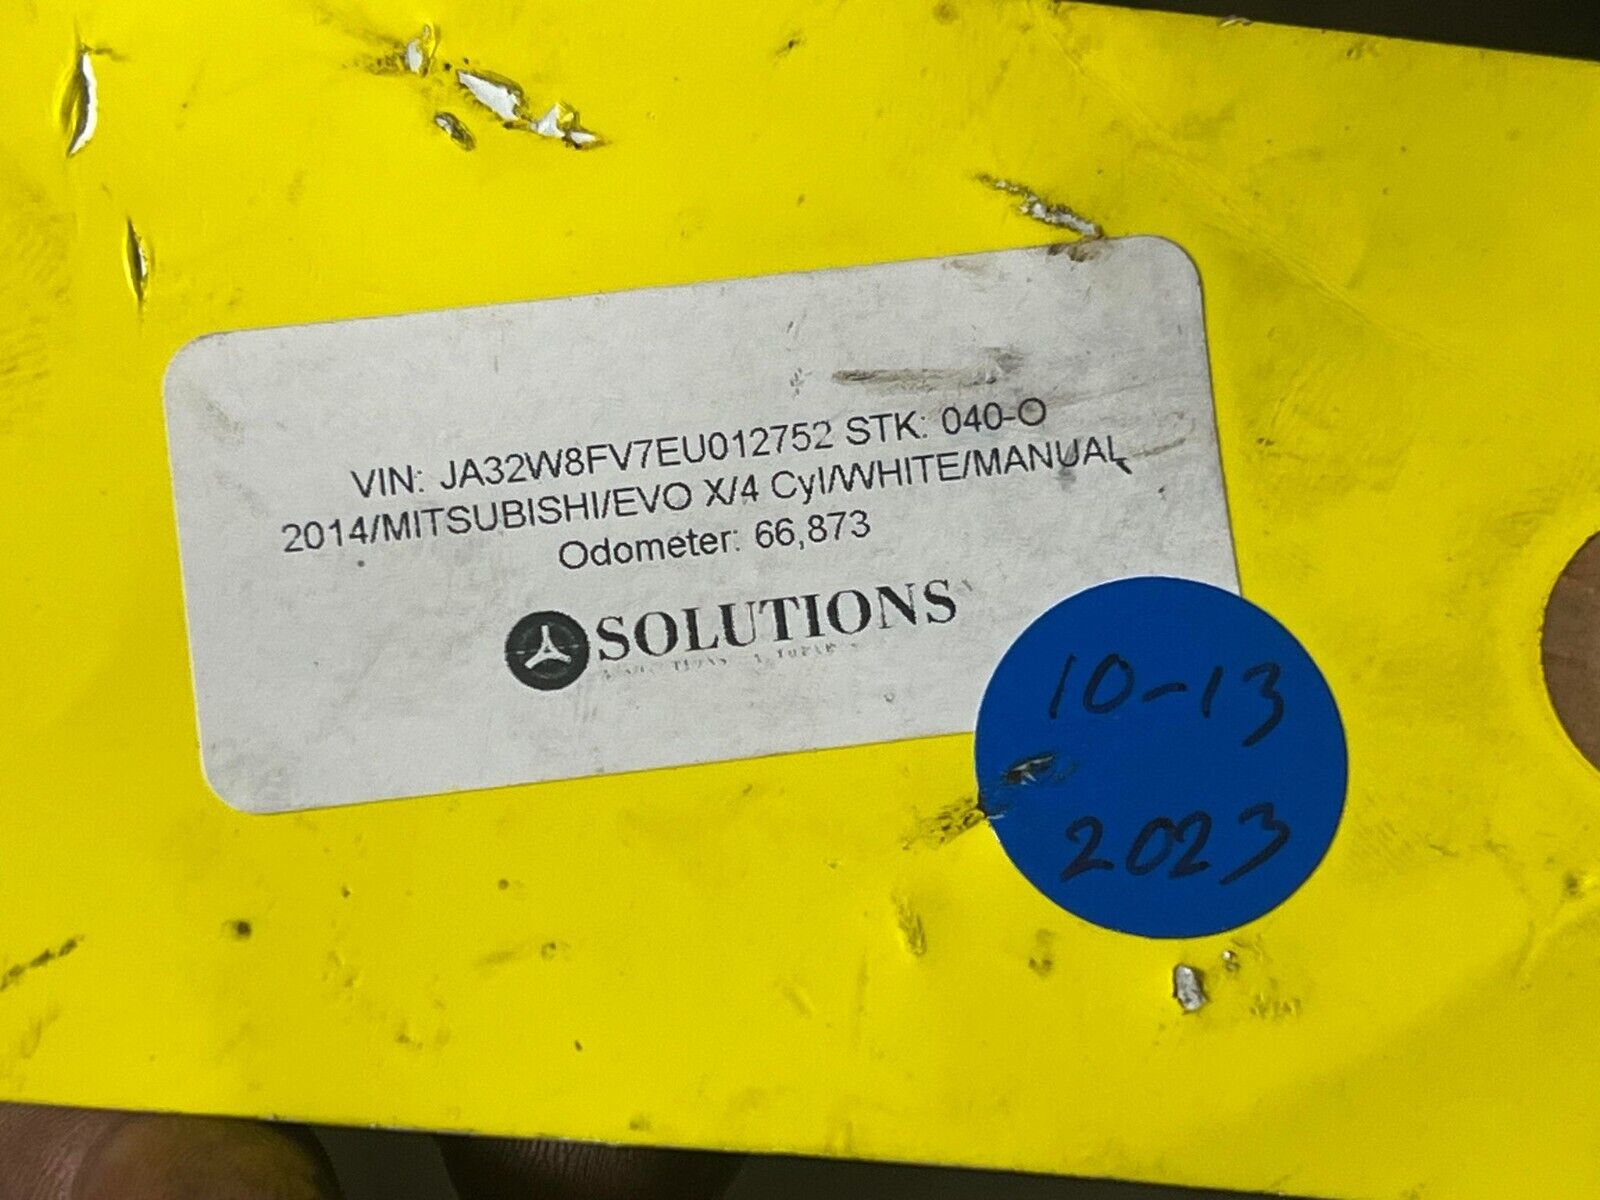 VIN: JA32W8FV7EU012752 STK: 040-O
2014/MITSUBISHI/EVO X/4 Cyl/WHITE/MANUAL
Odometer: 66,873
SOLUTIONS
10-13
2023